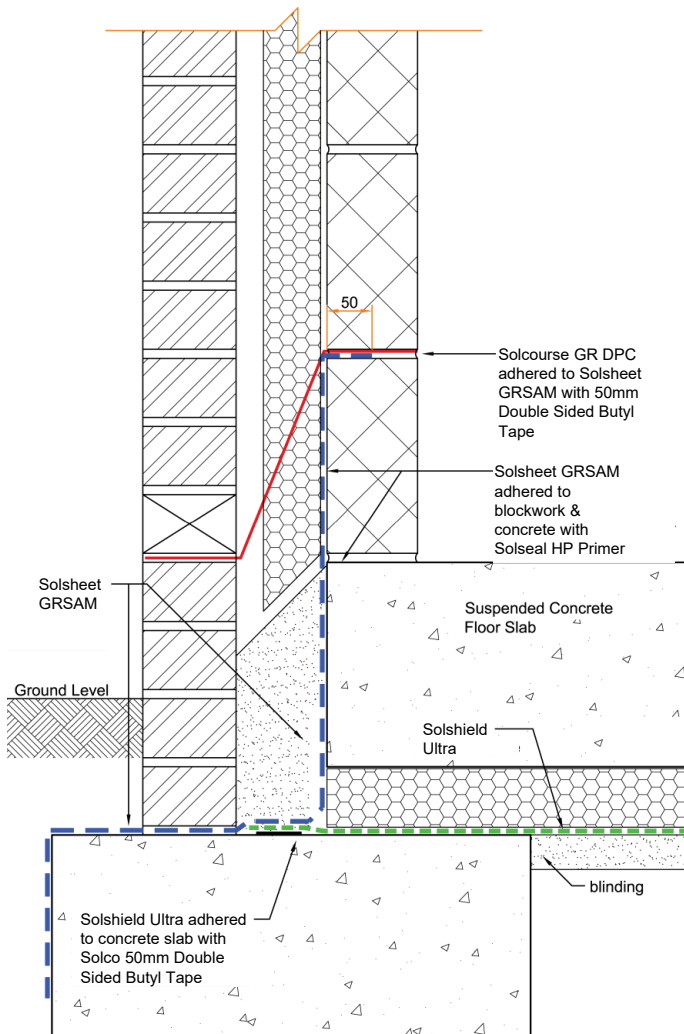 50
Solcourse GR DPC
adhered to Solsheet
GRSAM with 50mm
Double Sided Butyl
Tape
Solsheet GRSAM
adhered to
blockwork &
concrete with
Solseal HP Primer
Solsheet
GRSAM
Suspended Concrete
Floor Slab
Ground Level
Solshield
Ultra
blinding
Solshield Ultra adhered
to concrete slab with
Solco 50mm Double
Sided Butyl Tape